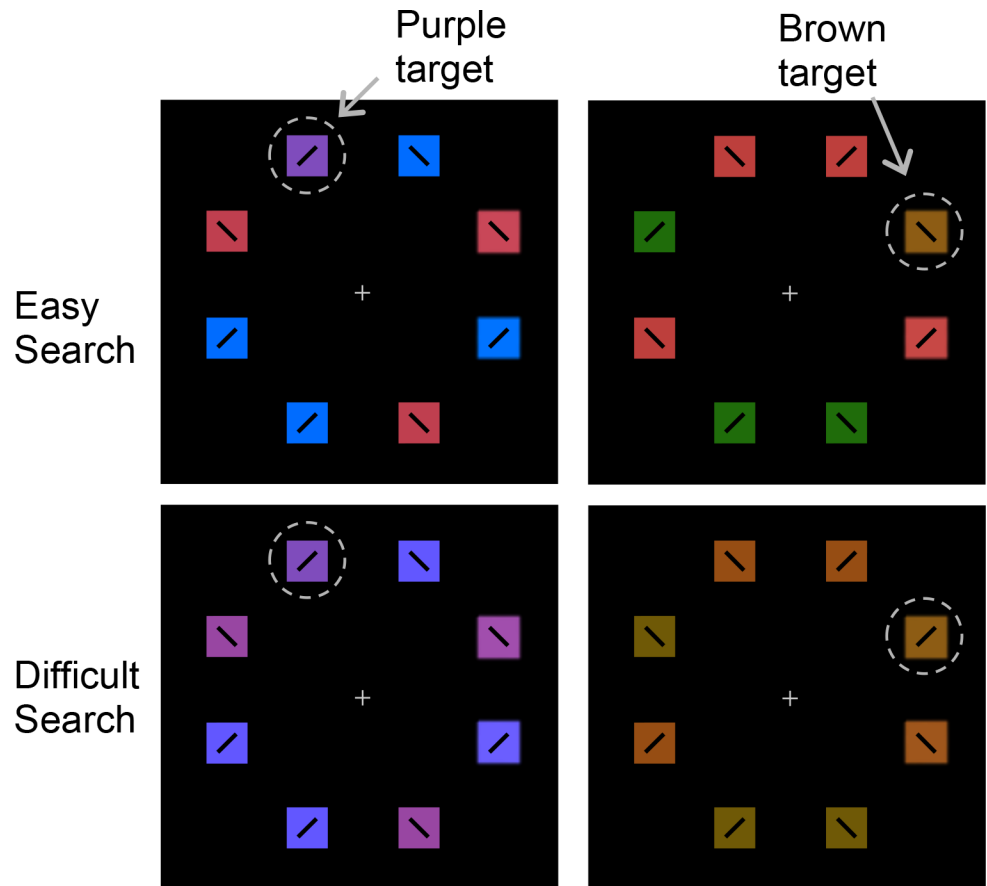 Purple
target
Brown
target
Easy
Search
Difficult
Search